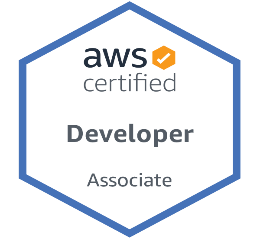 aws
certified
Developer
Associate